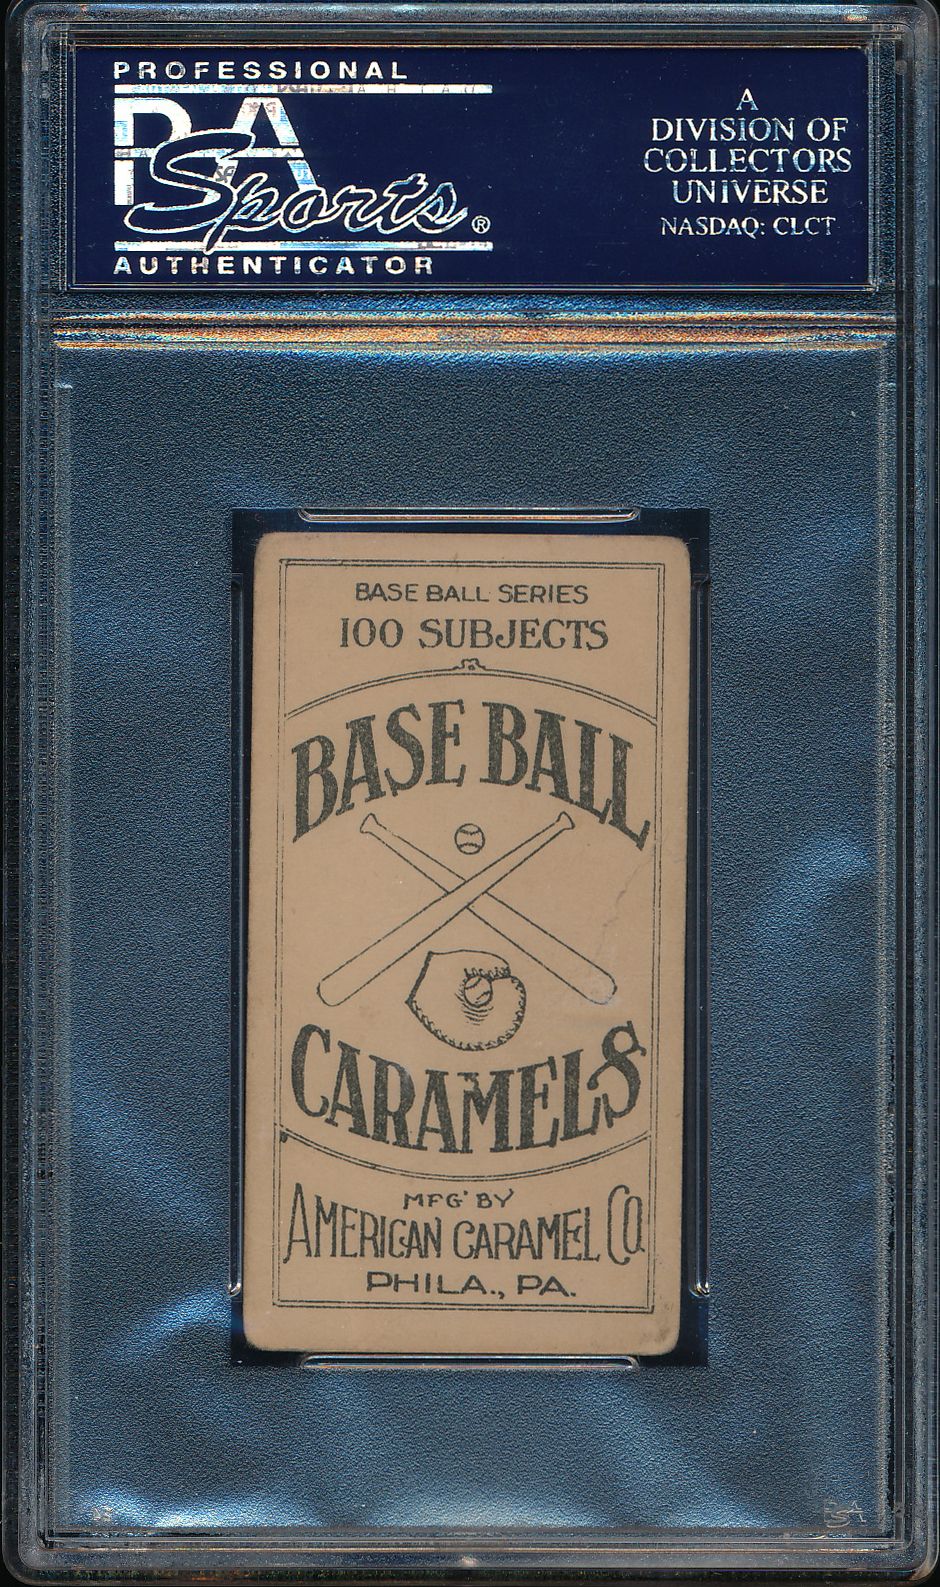 PROFESSIONAL
PSA
Sports®
AUTHENTICATOR
A
DIVISION OF
COLLECTORS
UNIVERSE
NASDAQ: CLCT
BASE BALL SERIES
100 SUBJECTS
BASE BALL
CARAMELS
MFG' BY
AMERICAN CARAMEL CO.
PHILA., PA.
PSA